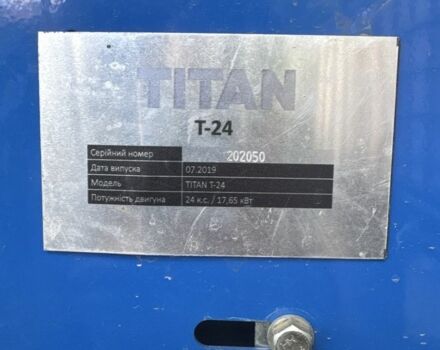 TITAN
T-24
Серійний номер 202050
Дата випуска 07.2019
Модель TITAN T-24
Потужність двигуна 24 к.с. / 17,65 кВт